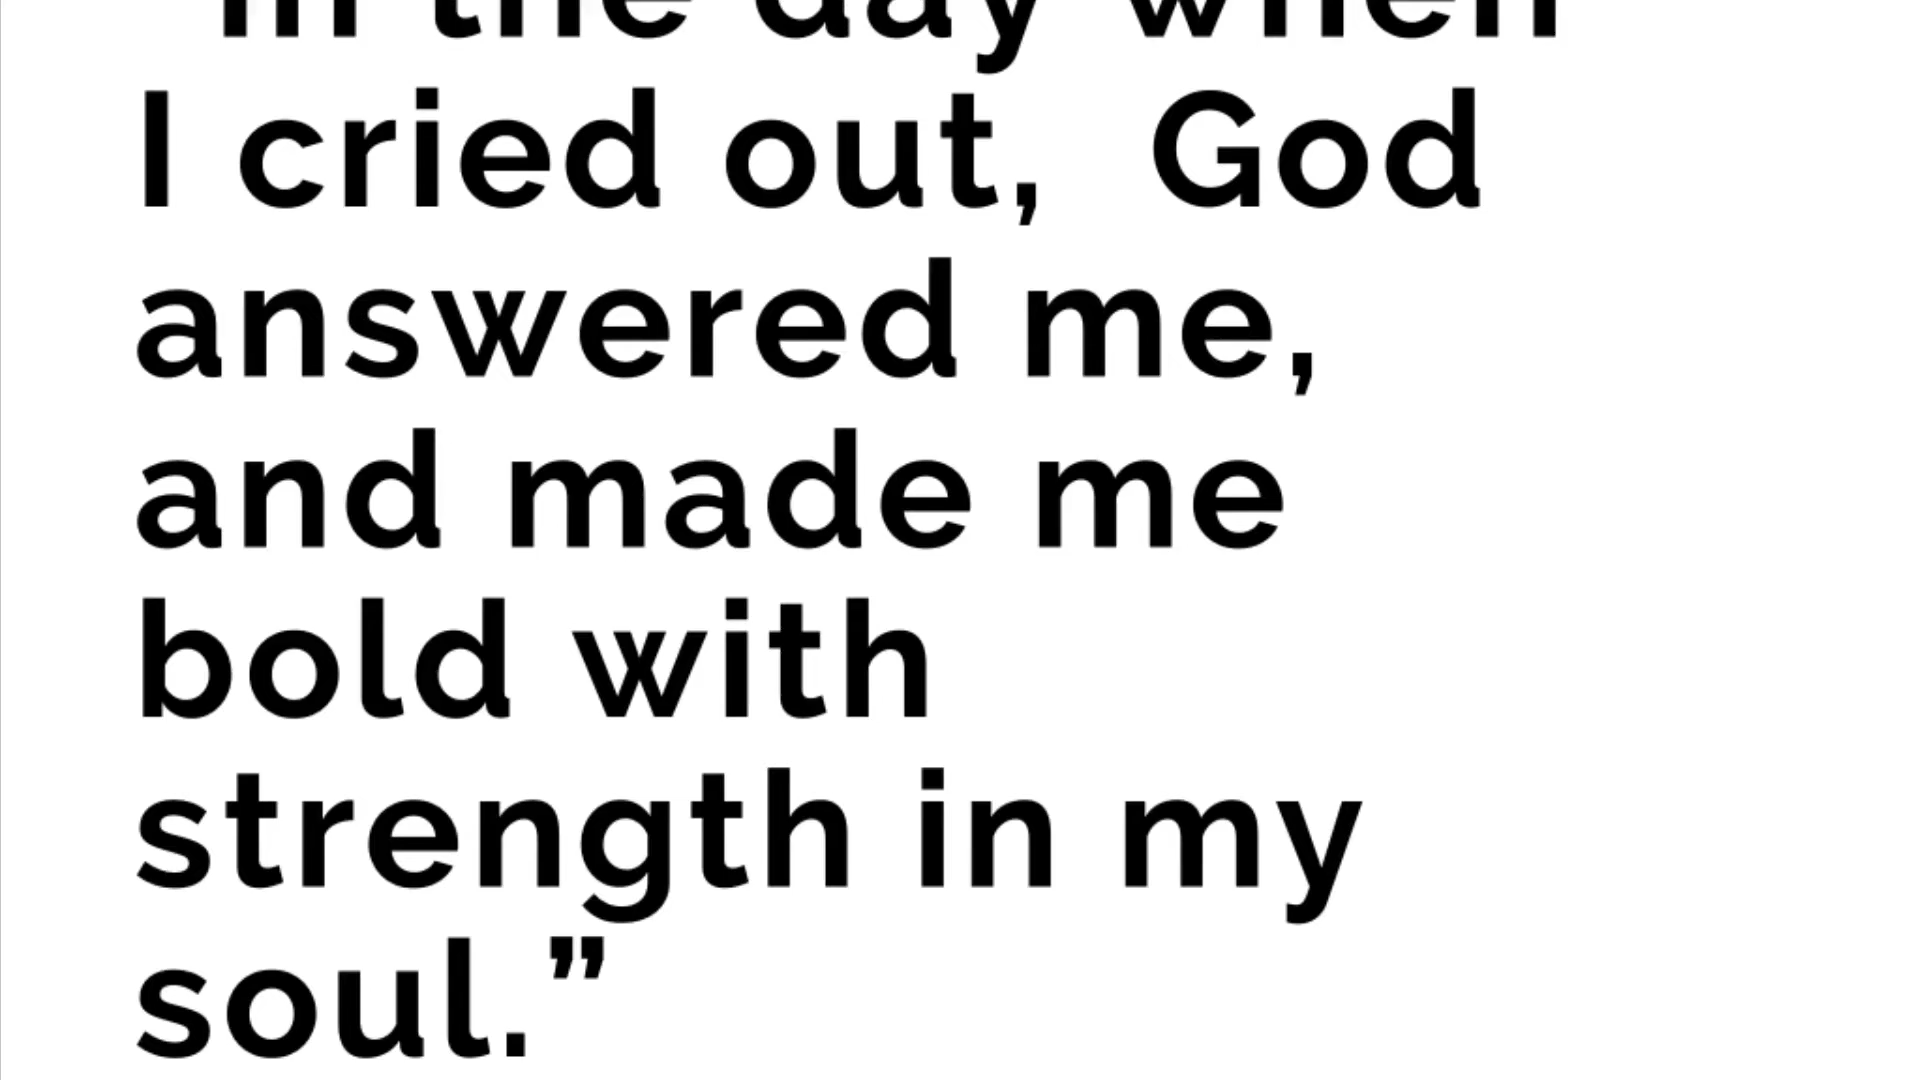 In the day when
I cried out,  God
answered me,
and made me
bold with
strength in my
soul.”